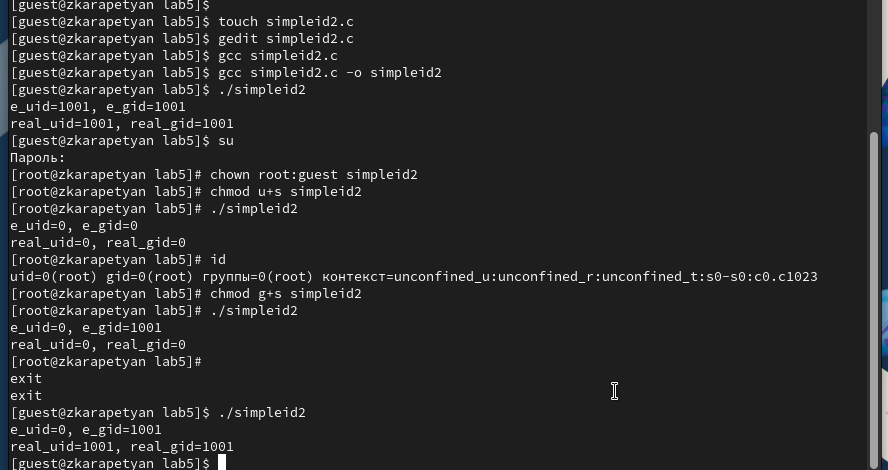 [guest@zkarapetyan lab5]$
[guest@zkarapetyan lab5]$ touch simpleid2.c
[guest@zkarapetyan lab5]$ gedit simpleid2.c
[guest@zkarapetyan lab5]$ gcc simpleid2.c
[guest@zkarapetyan lab5]$ gcc simpleid2.c -o simpleid2
[guest@zkarapetyan lab5]$ ./simpleid2
e_uid=1001, e_gid=1001
real_uid=1001, real_gid=1001
[guest@zkarapetyan lab5]$ su
Пароль:
[root@zkarapetyan lab5]# chown root:guest simpleid2
[root@zkarapetyan lab5]# chmod u+s simpleid2
[root@zkarapetyan lab5]# ./simpleid2
e_uid=0, e_gid=0
real_uid=0, real_gid=0
[root@zkarapetyan lab5]# id
uid=0(root) gid=0(root) группы=0(root) контекст=unconfined_u:unconfined_r:unconfined_t:s0-s0:c0.c1023
[root@zkarapetyan lab5]# chmod g+s simpleid2
[root@zkarapetyan lab5]# ./simpleid2
e_uid=0, e_gid=1001
real_uid=0, real_gid=0
[root@zkarapetyan lab5]#
exit
exit
[guest@zkarapetyan lab5]$ ./simpleid2
e_uid=0, e_gid=1001
real_uid=1001, real_gid=1001
[guest@zkarapetyan lab5]$